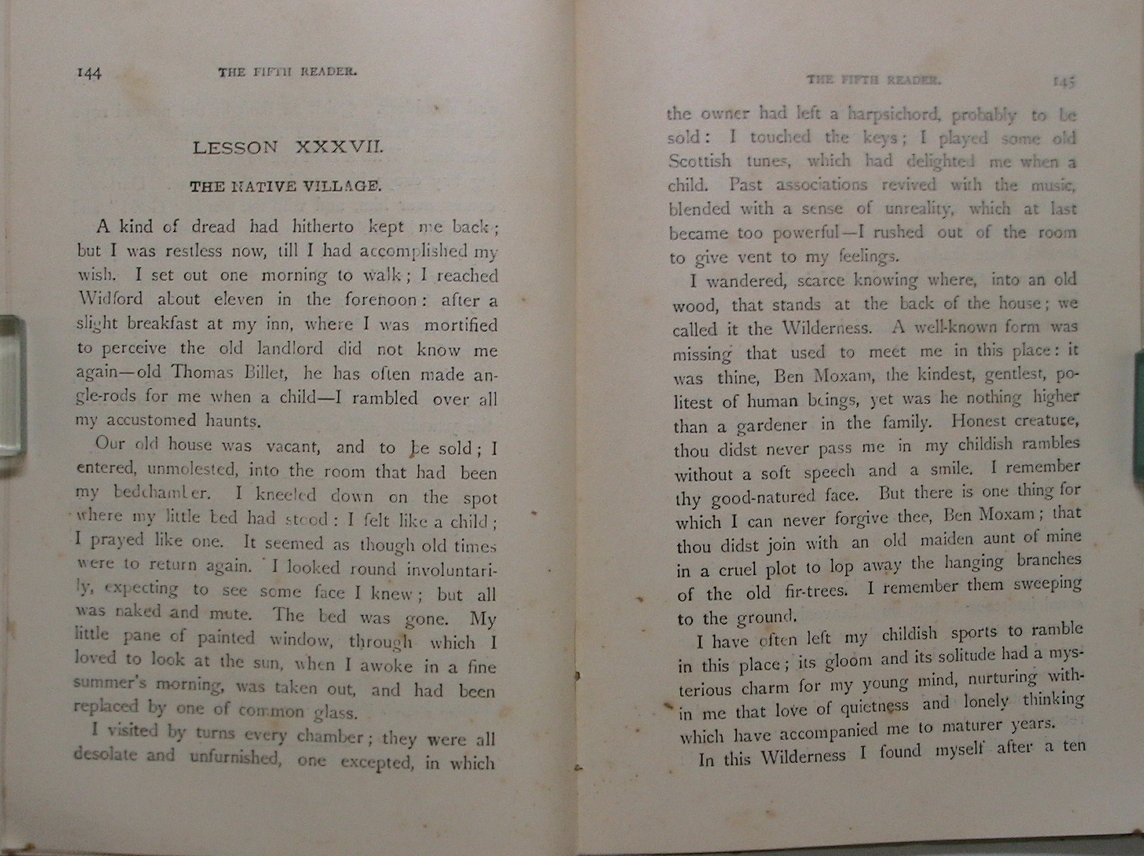 144
THE FIFTH READER.
LESSON XXXVII.
THE NATIVE VILLAGE.
A kind of dread had hitherto kept me back;
but I was restless now, till I had accomplished my
wish. I set out one morning to walk; I reached
Widford about eleven in the forenoon: after a
slight breakfast at my inn, where I was mortified
to perceive the old landlord did not know me
again—old Thomas Billet, he has often made an-
gle-rods for me when a child—I rambled over all
my accustomed haunts.
Our old house was vacant, and to be sold; I
entered, unmolested, into the room that had been
my bedchamber. I kneeled down on the spot
where my little bed had stood: I felt like a child;
I prayed like one. It seemed as though old times
were to return again. I looked round involuntari-
ly, expecting to see some face I knew; but all
was naked and mute. The bed was gone. My
little pane of painted window, through which I
loved to look at the sun, when I awoke in a fine
summer's morning, was taken out, and had been
replaced by one of common glass.
I visited by turns every chamber; they were all
desolate and unfurnished, one excepted, in which
THE FIFTH READER.
145
the owner had left a harpsichord, probably to be
sold: I touched the keys; I played some old
Scottish tunes, which had delighted me when a
child. Past associations revived with the music,
blended with a sense of unreality, which at last
became too powerful—I rushed out of the room
to give vent to my feelings.
I wandered, scarce knowing where, into an old
wood, that stands at the back of the house; we
called it the Wilderness. A well-known form was
missing that used to meet me in this place: it
was thine, Ben Moxam, the kindest, gentlest, po-
litest of human beings, yet was he nothing higher
than a gardener in the family. Honest creature,
thou didst never pass me in my childish rambles
without a soft speech and a smile. I remember
thy good-natured face. But there is one thing for
which I can never forgive thee, Ben Moxam; that
thou didst join with an old maiden aunt of mine
in a cruel plot to lop away the hanging branches
of the old fir-trees. I remember them sweeping
to the ground.
I have often left my childish sports to ramble
in this place; its gloom and its solitude had a mys-
terious charm for my young mind, nurturing with-
in me that love of quietness and lonely thinking
which have accompanied me to maturer years.
In this Wilderness I found myself after a ten